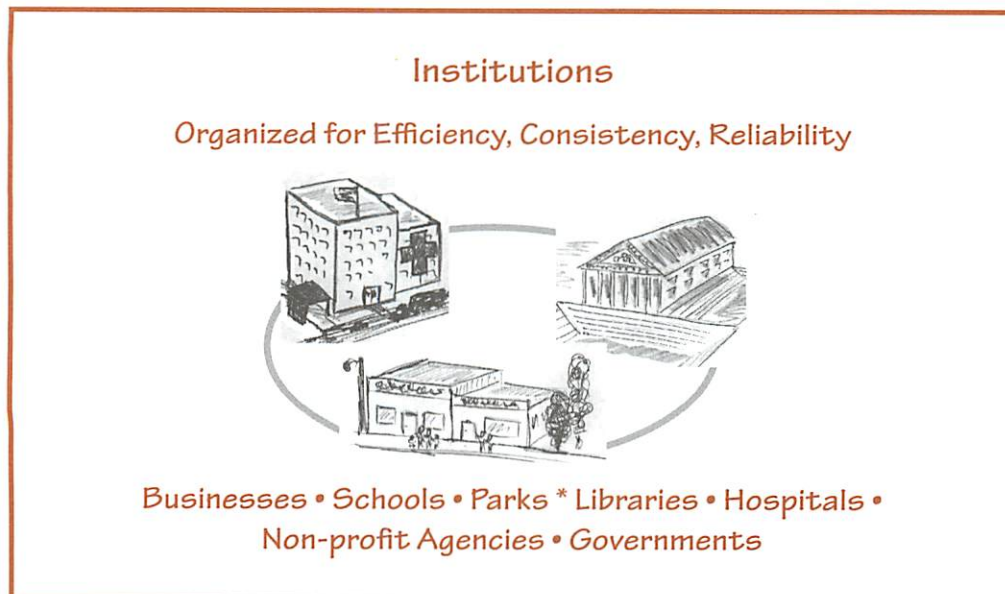 Institutions
Organized for Efficiency, Consistency, Reliability
Businesses • Schools • Parks * Libraries • Hospitals •
Non-profit Agencies • Governments